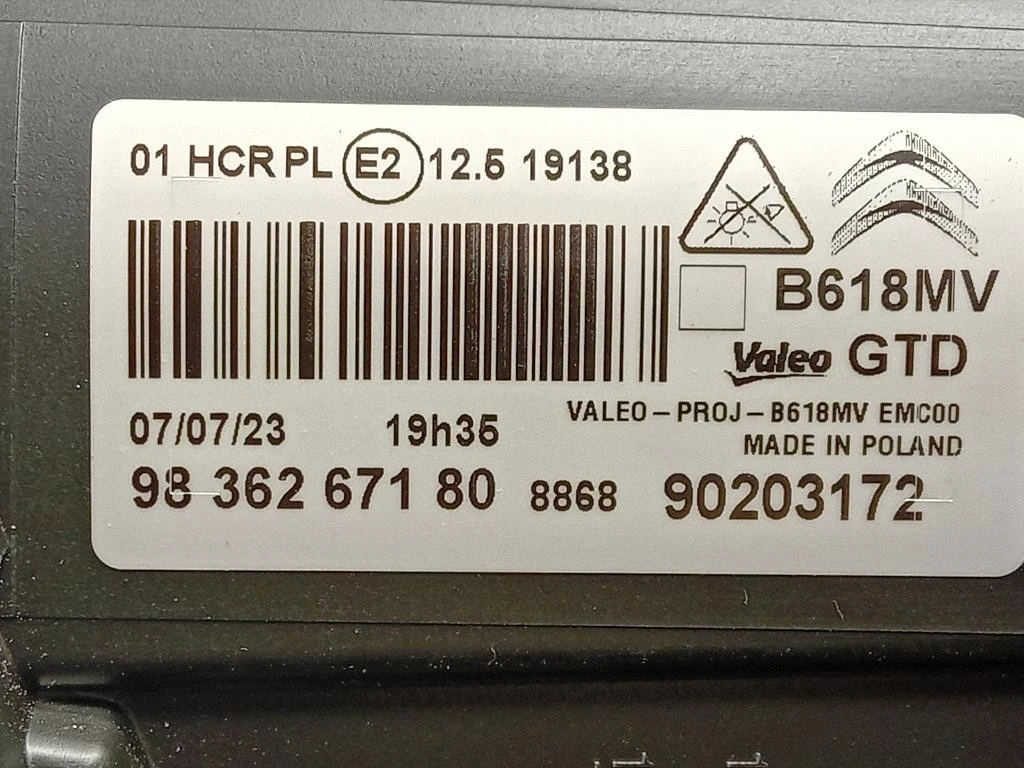 01 HCR PL E2 12.5 19138
B618MV
Valeo GTD
07/07/23 19h35 VALEO-PROJ-B618MV EMC00
MADE IN POLAND
98 362 671 80 8868 90203172